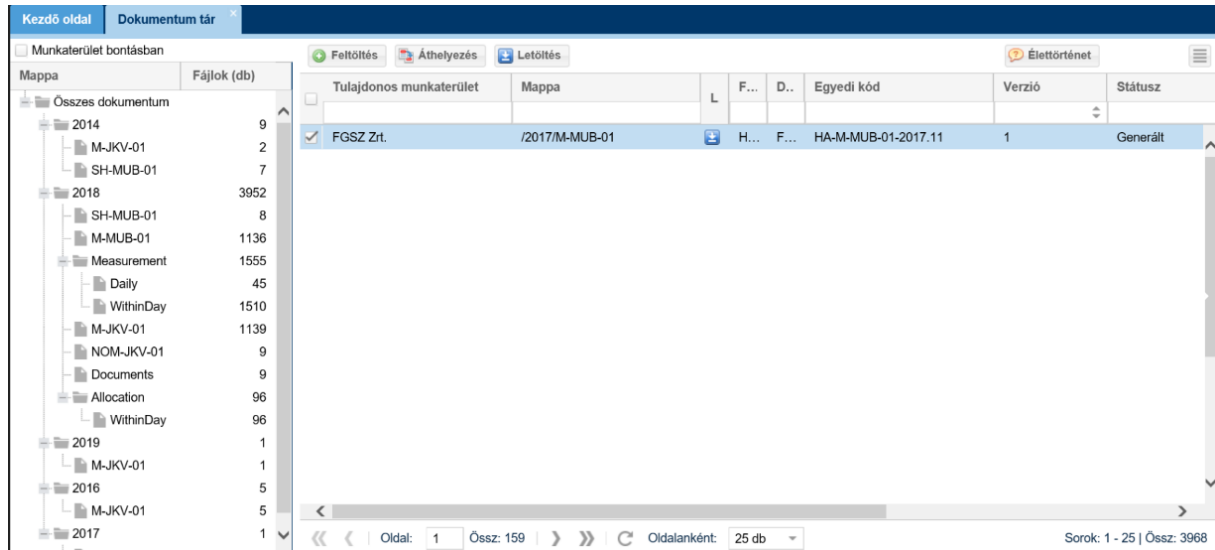 Kezdő oldal Dokumentum tár
Munkaterület bontásban
Mappa Fájlok (db)
Összes dokumentum
2014 9
M-JKV-01 2
SH-MUB-01 7
2018 3952
SH-MUB-01 8
M-MUB-01 1136
Measurement 1555
Daily 45
WithinDay 1510
M-JKV-01 1139
NOM-JKV-01 9
Documents 9
Allocation 96
WithinDay 96
2019 1
M-JKV-01 1
2016 5
M-JKV-01 5
2017 1
Feltöltés Áthelyezés Letöltés Élettörténet
Tulajdonos munkaterület Mappa L F... D.. Egyedi kód Verzió Státusz
FGSZ Zrt. /2017/M-MUB-01 H... F... HA-M-MUB-01-2017.11 1 Generált
Oldal: 1 Össz: 159 Oldalanként: 25 db Sorok: 1 - 25 | Össz: 3968